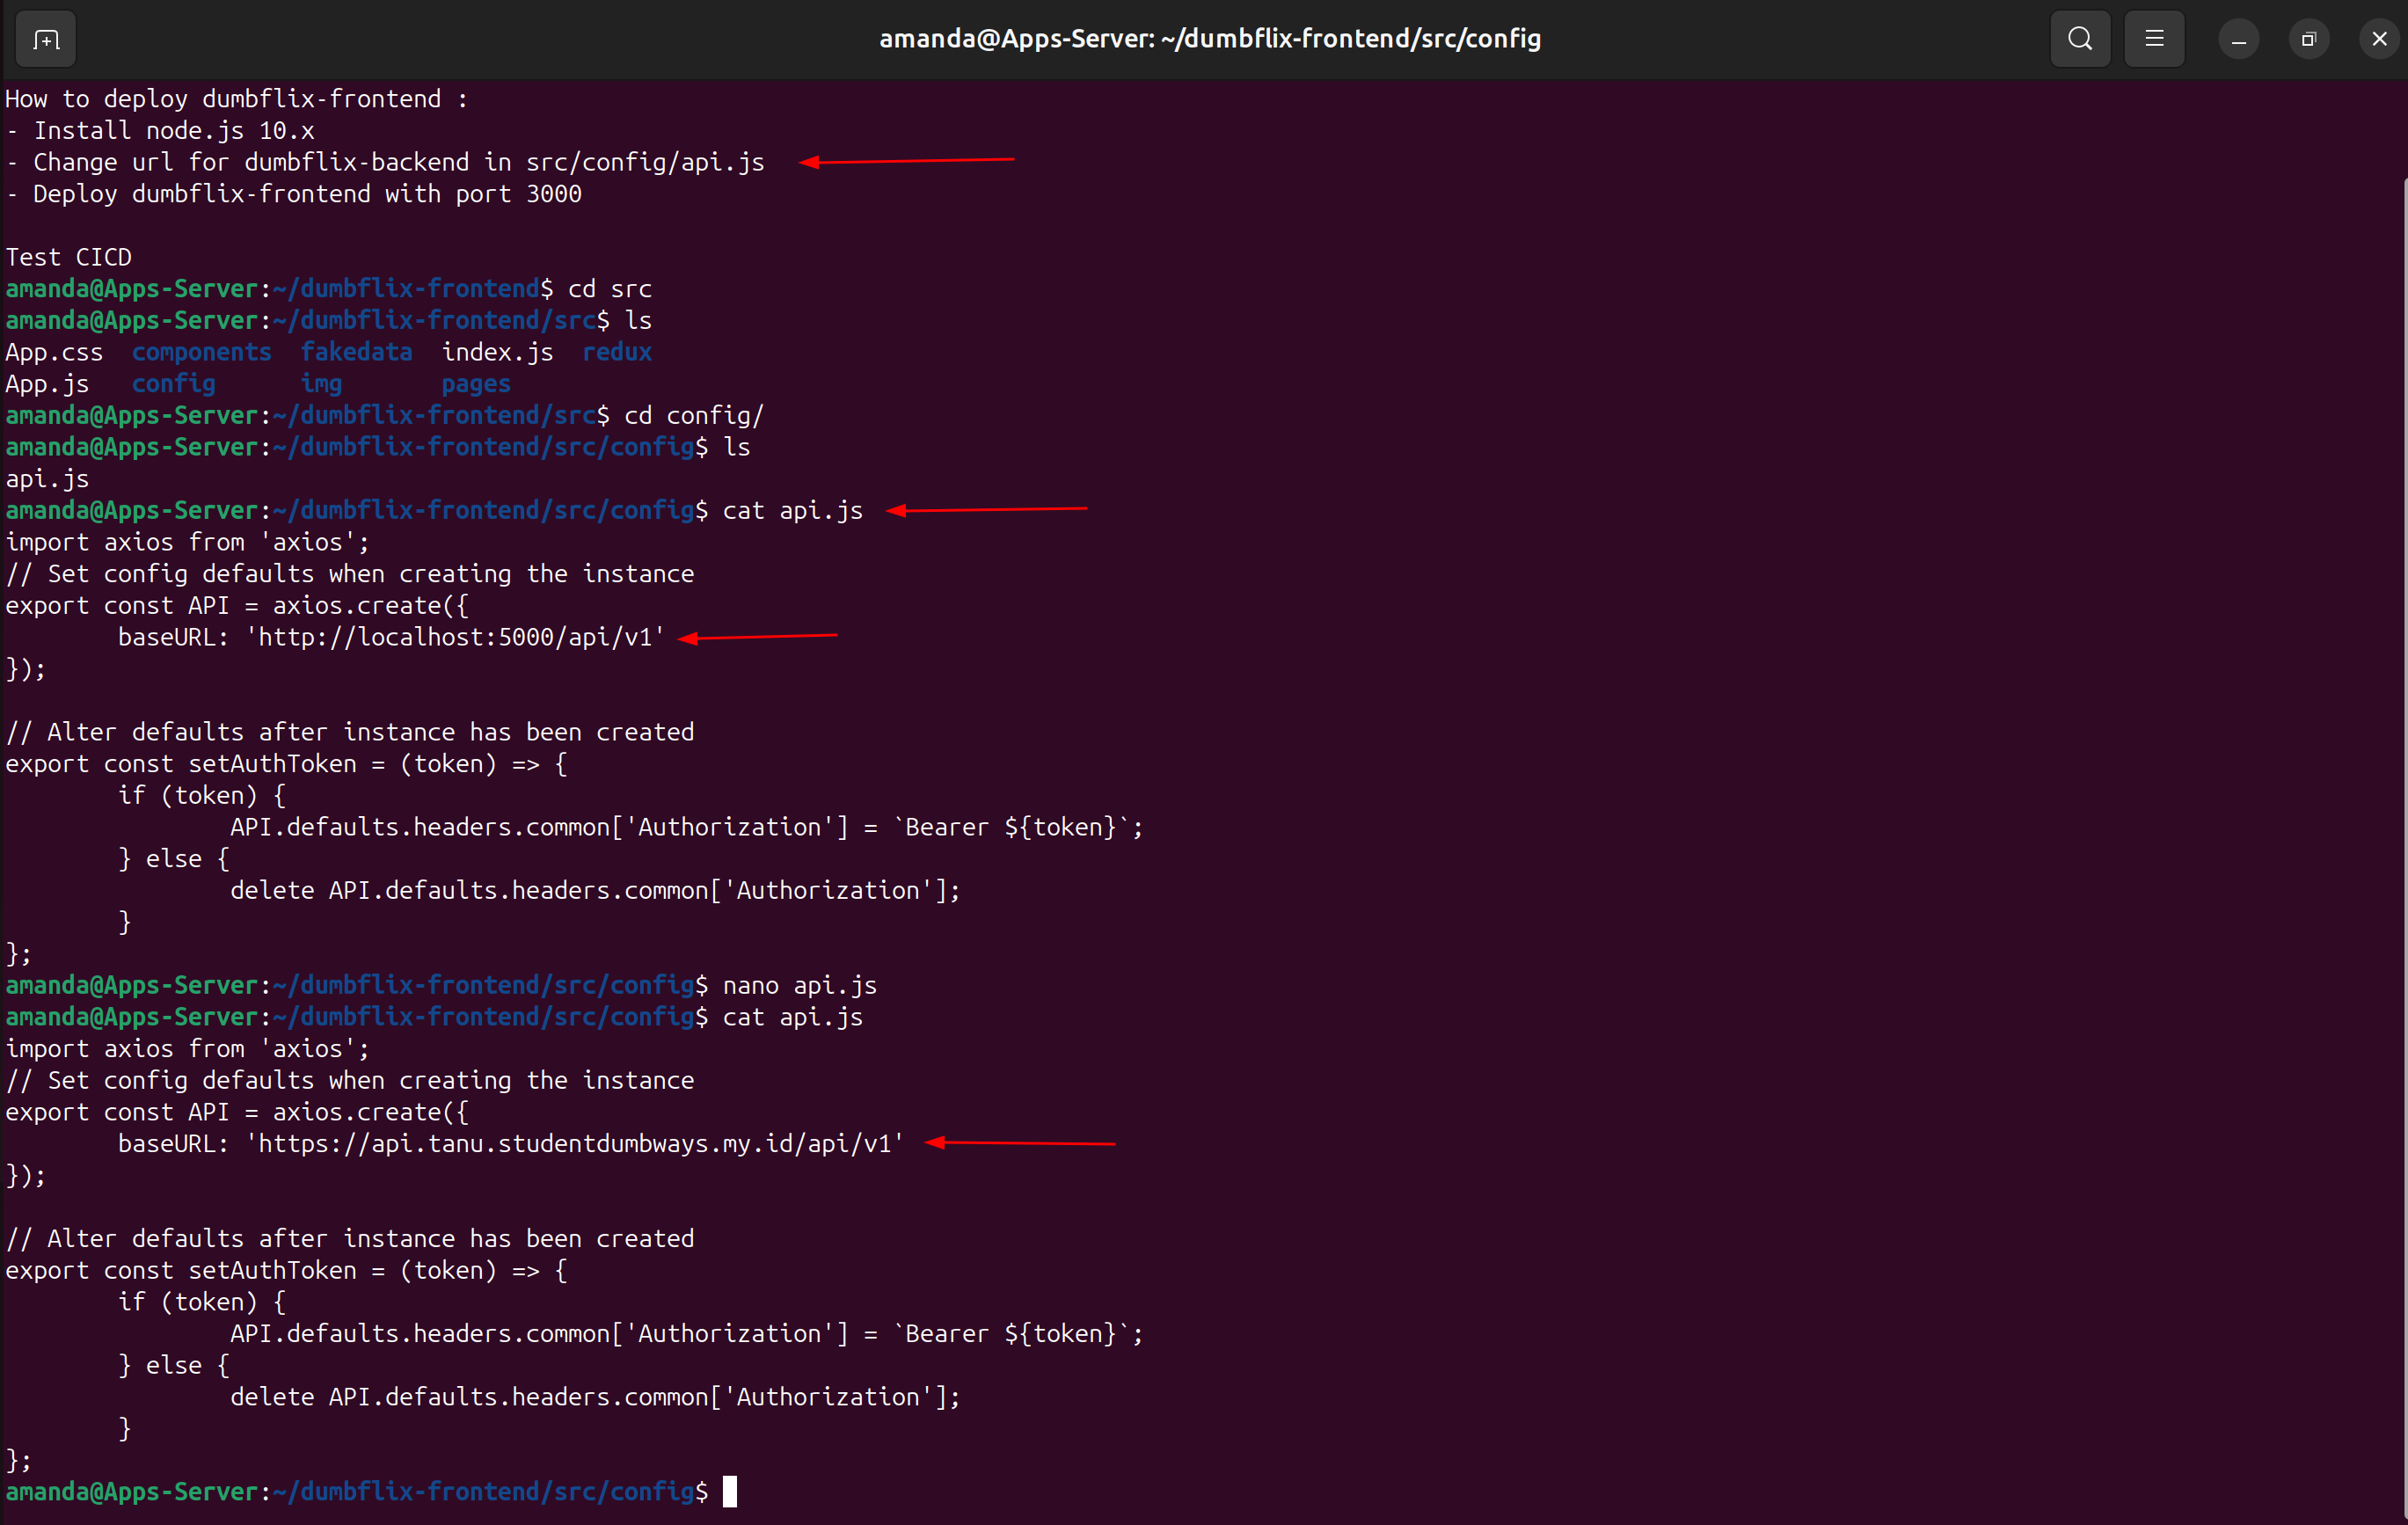 amanda@Apps-Server: ~/dumbflix-frontend/src/config
How to deploy dumbflix-frontend :
- Install node.js 10.x
- Change url for dumbflix-backend in src/config/api.js
- Deploy dumbflix-frontend with port 3000

Test CICD
amanda@Apps-Server:~/dumbflix-frontend$ cd src
amanda@Apps-Server:~/dumbflix-frontend/src$ ls
App.css  components  fakedata  index.js  redux
App.js   config      img       pages
amanda@Apps-Server:~/dumbflix-frontend/src$ cd config/
amanda@Apps-Server:~/dumbflix-frontend/src/config$ ls
api.js
amanda@Apps-Server:~/dumbflix-frontend/src/config$ cat api.js
import axios from 'axios';
// Set config defaults when creating the instance
export const API = axios.create({
        baseURL: 'http://localhost:5000/api/v1'
});

// Alter defaults after instance has been created
export const setAuthToken = (token) => {
        if (token) {
                API.defaults.headers.common['Authorization'] = `Bearer ${token}`;
        } else {
                delete API.defaults.headers.common['Authorization'];
        }
};
amanda@Apps-Server:~/dumbflix-frontend/src/config$ nano api.js
amanda@Apps-Server:~/dumbflix-frontend/src/config$ cat api.js
import axios from 'axios';
// Set config defaults when creating the instance
export const API = axios.create({
        baseURL: 'https://api.tanu.studentdumbways.my.id/api/v1'
});

// Alter defaults after instance has been created
export const setAuthToken = (token) => {
        if (token) {
                API.defaults.headers.common['Authorization'] = `Bearer ${token}`;
        } else {
                delete API.defaults.headers.common['Authorization'];
        }
};
amanda@Apps-Server:~/dumbflix-frontend/src/config$